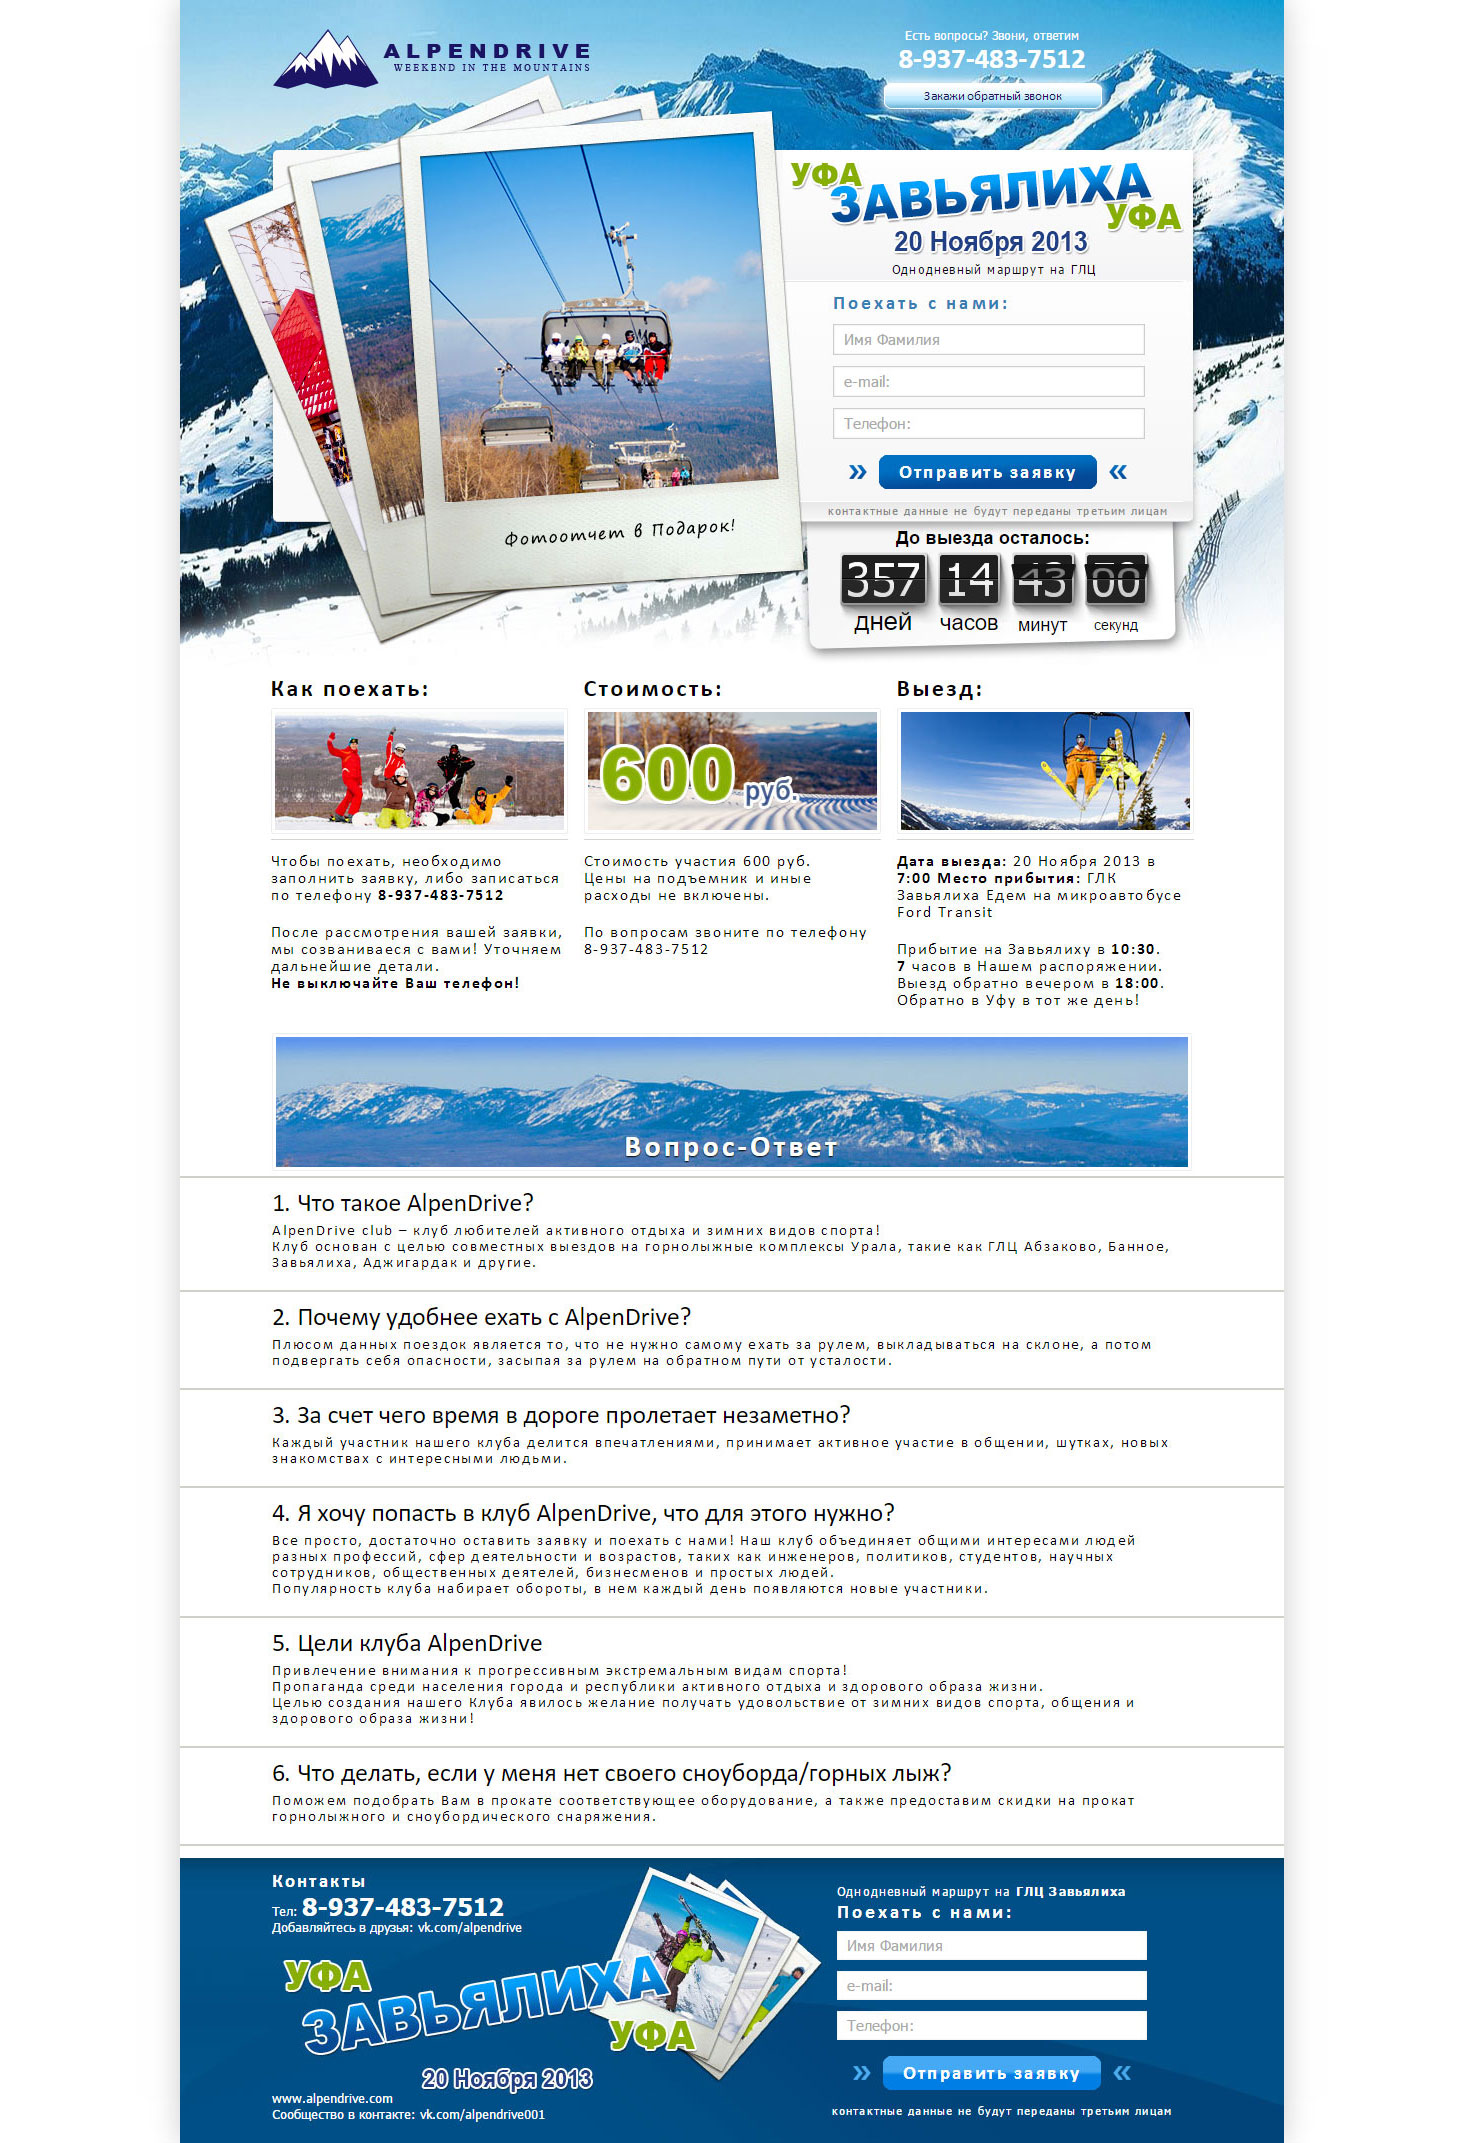 ALPENDRIVE
WEEKEND IN THE MOUNTAINS
Есть вопросы? Звони, ответим
8-937-483-7512
Закажи обратный звонок
УФА
ЗАВЬЯЛИХА
УФА
20 Ноября 2013
Однодневный маршрут на ГЛЦ
Поехать с нами:
Имя Фамилия
e-mail:
Телефон:
» Отправить заявку «
контактные данные не будут переданы третьим лицам
Фотоотчет в Подарок!
До выезда осталось:
357 14 43 00
дней часов минут секунд
Как поехать:
Чтобы поехать, необходимо
заполнить заявку, либо записаться
по телефону 8-937-483-7512
После рассмотрения вашей заявки,
мы созваниваеся с вами! Уточняем
дальнейшие детали.
Не выключайте Ваш телефон!
Стоимость:
600 руб.
Стоимость участия 600 руб.
Цены на подъемник и иные
расходы не включены.
По вопросам звоните по телефону
8-937-483-7512
Выезд:
Дата выезда: 20 Ноября 2013 в
7:00 Место прибытия: ГЛК
Завьялиха Едем на микроавтобусе
Ford Transit
Прибытие на Завьялиху в 10:30.
7 часов в Нашем распоряжении.
Выезд обратно вечером в 18:00.
Обратно в Уфу в тот же день!
Вопрос-Ответ
1. Что такое AlpenDrive?
AlpenDrive club – клуб любителей активного отдыха и зимних видов спорта!
Клуб основан с целью совместных выездов на горнолыжные комплексы Урала, такие как ГЛЦ Абзаково, Банное,
Завьялиха, Аджигардак и другие.
2. Почему удобнее ехать с AlpenDrive?
Плюсом данных поездок является то, что не нужно самому ехать за рулем, выкладываться на склоне, а потом
подвергать себя опасности, засыпая за рулем на обратном пути от усталости.
3. За счет чего время в дороге пролетает незаметно?
Каждый участник нашего клуба делится впечатлениями, принимает активное участие в общении, шутках, новых
знакомствах с интересными людьми.
4. Я хочу попасть в клуб AlpenDrive, что для этого нужно?
Все просто, достаточно оставить заявку и поехать с нами! Наш клуб объединяет общими интересами людей
разных профессий, сфер деятельности и возрастов, таких как инженеров, политиков, студентов, научных
сотрудников, общественных деятелей, бизнесменов и простых людей.
Популярность клуба набирает обороты, в нем каждый день появляются новые участники.
5. Цели клуба AlpenDrive
Привлечение внимания к прогрессивным экстремальным видам спорта!
Пропаганда среди населения города и республики активного отдыха и здорового образа жизни.
Целью создания нашего Клуба явилось желание получать удовольствие от зимних видов спорта, общения и
здорового образа жизни!
6. Что делать, если у меня нет своего сноуборда/горных лыж?
Поможем подобрать Вам в прокате соответствующее оборудование, а также предоставим скидки на прокат
горнолыжного и сноубордического снаряжения.
Контакты
Тел: 8-937-483-7512
Добавляйтесь в друзья: vk.com/alpendrive
УФА
ЗАВЬЯЛИХА
УФА
20 Ноября 2013
www.alpendrive.com
Сообщество в контакте: vk.com/alpendrive001
Однодневный маршрут на ГЛЦ Завьялиха
Поехать с нами:
Имя Фамилия
e-mail:
Телефон:
» Отправить заявку «
контактные данные не будут переданы третьим лицам